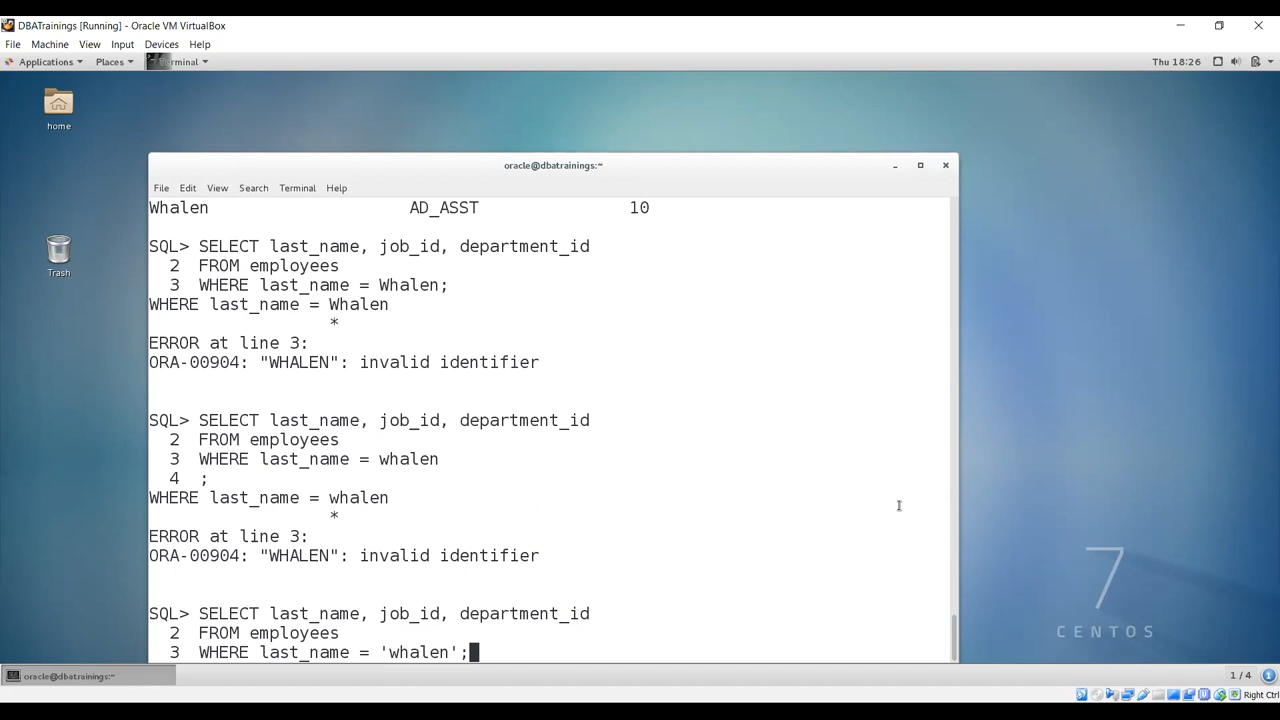 DBATrainings [Running] - Oracle VM VirtualBox
File Machine View Input Devices Help
Applications Places Terminal Thu 18:26
home
Trash
oracle@dbatrainings:~
File Edit View Search Terminal Help
Whalen AD_ASST 10
SQL> SELECT last_name, job_id, department_id
2 FROM employees
3 WHERE last_name = Whalen;
WHERE last_name = Whalen
*
ERROR at line 3:
ORA-00904: "WHALEN": invalid identifier
SQL> SELECT last_name, job_id, department_id
2 FROM employees
3 WHERE last_name = whalen
4 ;
WHERE last_name = whalen
*
ERROR at line 3:
ORA-00904: "WHALEN": invalid identifier
SQL> SELECT last_name, job_id, department_id
2 FROM employees
3 WHERE last_name = 'whalen';
7
CENTOS
oracle@dbatrainings:~ 1 / 4 1
Right Ctrl